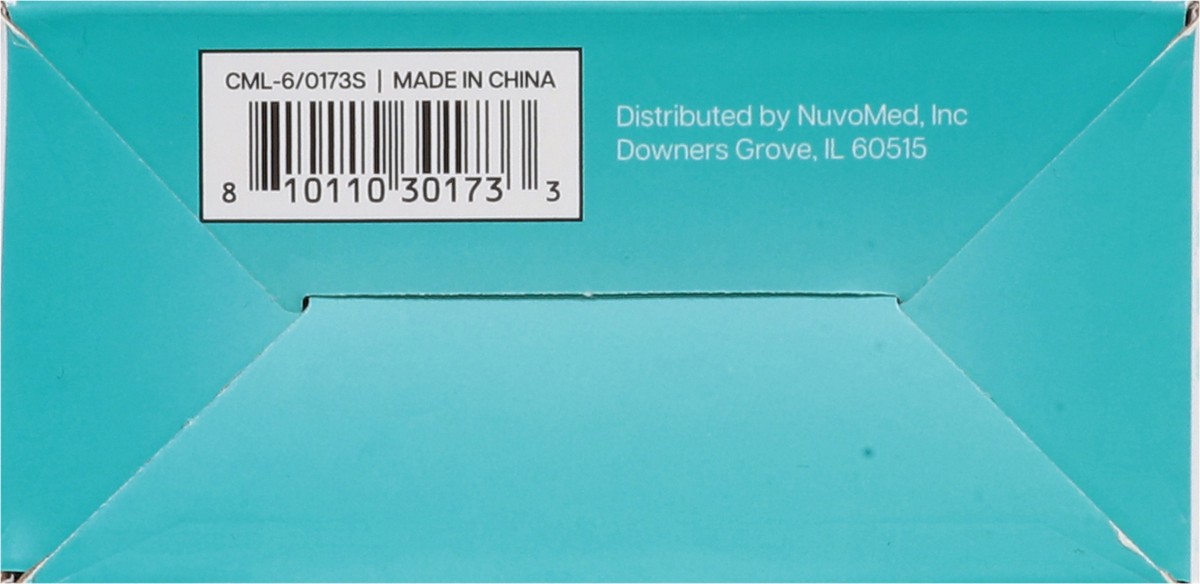 CML-6/0173S | MADE IN CHINA
8 10110 30173 3
Distributed by NuvoMed, Inc
Downers Grove, IL 60515